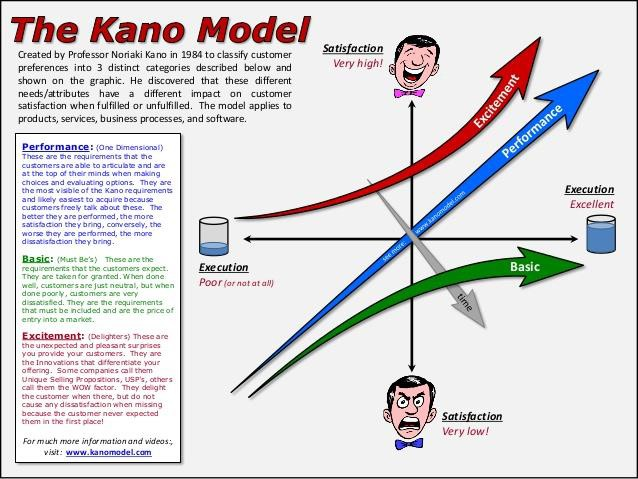 The Kano Model
Created by Professor Noriaki Kano in 1984 to classify customer
preferences into 3 distinct categories described below and
shown on the graphic. He discovered that these different
needs/attributes have a different impact on customer
satisfaction when fulfilled or unfulfilled. The model applies to
products, services, business processes, and software.
Performance: (One Dimensional)
These are the requirements that the
customers are able to articulate and are
at the top of their minds when making
choices and evaluating options. They are
the most visible of the Kano requirements
and likely easiest to acquire because
customers freely talk about these. The
better they are performed, the more
satisfaction they bring, conversely, the
worse they are performed, the more
dissatisfaction they bring.
Basic: (Must Be's) These are the
requirements that the customers expect.
They are taken for granted. When done
well, customers are just neutral, but when
done poorly, customers are very
dissatisfied. They are the requirements
that must be included and are the price of
entry into a market.
Excitement: (Delighters) These are
the unexpected and pleasant surprises
you provide your customers. They are
the Innovations that differentiate your
offering. Some companies call them
Unique Selling Propositions, USP's, others
call them the WOW factor. They delight
the customer when there, but do not
cause any dissatisfaction when missing
because the customer never expected
them in the first place!
For much more information and videos:,
visit: www.kanomodel.com
Satisfaction
Very high!
Excitement
Performance
Execution
Excellent
see more: www.kanomodel.com
Execution
Poor (or not at all)
Basic
time
Satisfaction
Very low!